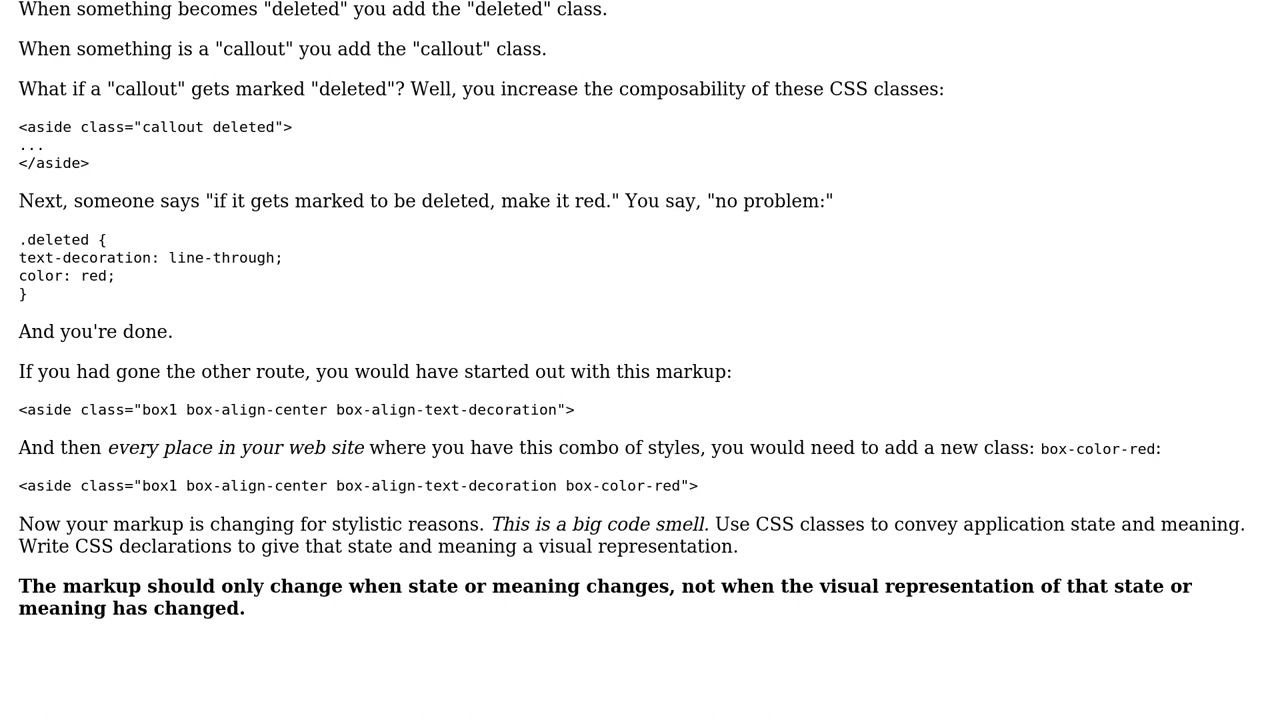 When something becomes "deleted" you add the "deleted" class.
When something is a "callout" you add the "callout" class.
What if a "callout" gets marked "deleted"? Well, you increase the composability of these CSS classes:
<aside class="callout deleted">
...
</aside>
Next, someone says "if it gets marked to be deleted, make it red." You say, "no problem:"
.deleted {
text-decoration: line-through;
color: red;
}
And you're done.
If you had gone the other route, you would have started out with this markup:
<aside class="box1 box-align-center box-align-text-decoration">
And then every place in your web site where you have this combo of styles, you would need to add a new class: box-color-red:
<aside class="box1 box-align-center box-align-text-decoration box-color-red">
Now your markup is changing for stylistic reasons. This is a big code smell. Use CSS classes to convey application state and meaning.
Write CSS declarations to give that state and meaning a visual representation.
The markup should only change when state or meaning changes, not when the visual representation of that state or
meaning has changed.